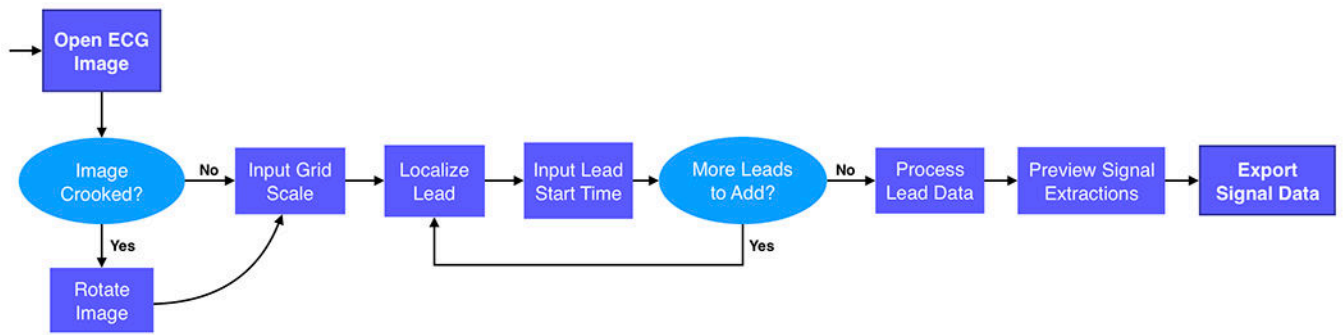 Open ECG
Image
Image
Crooked?
No
Yes
Rotate
Image
Input Grid
Scale
Localize
Lead
Input Lead
Start Time
More Leads
to Add?
No
Yes
Process
Lead Data
Preview Signal
Extractions
Export
Signal Data